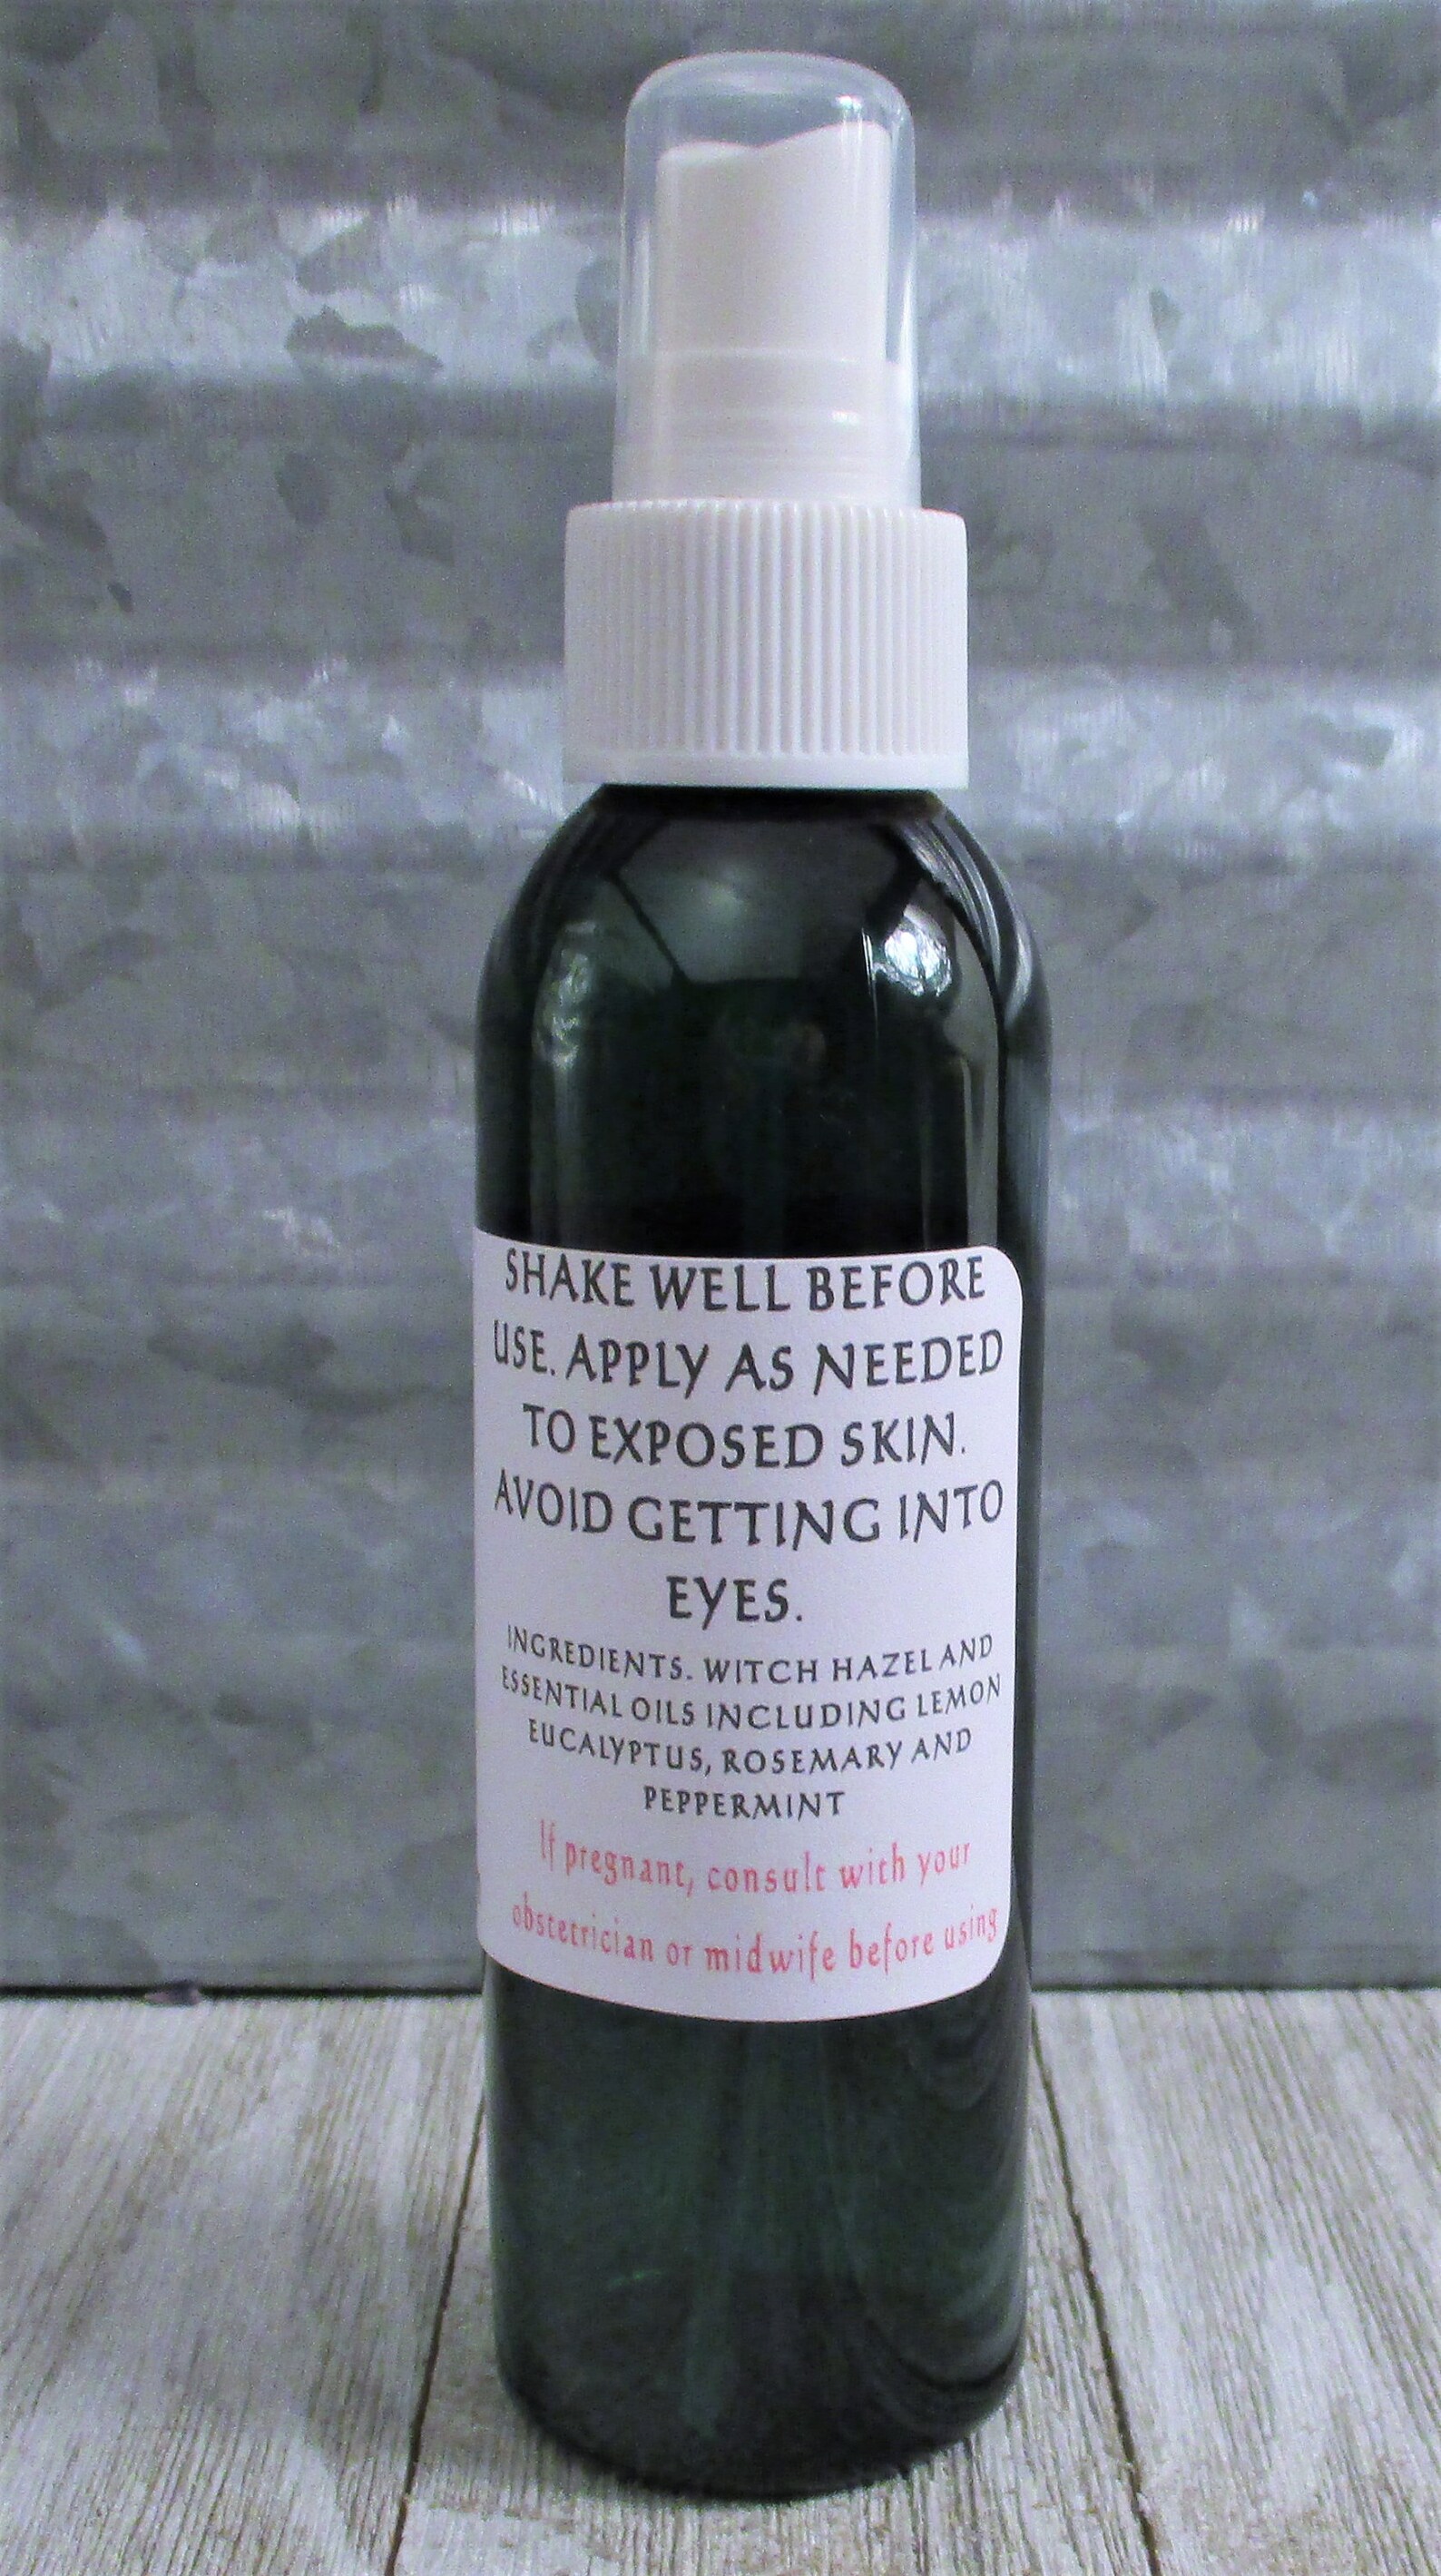 SHAKE WELL BEFORE
USE. APPLY AS NEEDED
TO EXPOSED SKIN.
AVOID GETTING INTO
EYES.
INGREDIENTS. WITCH HAZEL AND
ESSENTIAL OILS INCLUDING LEMON
EUCALYPTUS, ROSEMARY AND
PEPPERMINT
If pregnant, consult with your
obstetrician or midwife before using